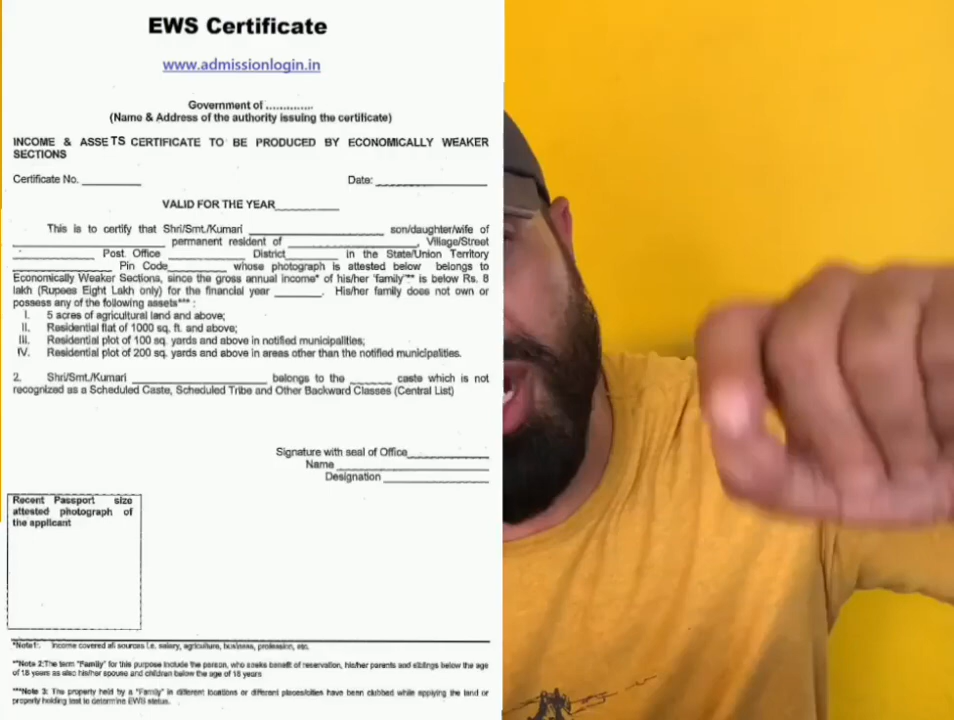 EWS Certificate
www.admissionlogin.in
Government of ..............
(Name & Address of the authority issuing the certificate)
INCOME & ASSETS CERTIFICATE TO BE PRODUCED BY ECONOMICALLY WEAKER
SECTIONS
Certificate No. __________ Date: __________
VALID FOR THE YEAR__________
This is to certify that Shri/Smt./Kumari __________ son/daughter/wife of
__________ permanent resident of __________, Village/Street
__________ Post Office __________ District__________ in the State/Union Territory
__________ Pin Code__________ whose photograph is attested below belongs to
Economically Weaker Sections, since the gross annual income* of his/her 'family'** is below Rs. 8
lakh (Rupees Eight Lakh only) for the financial year ________. His/her family does not own or
possess any of the following assets*** :
I. 5 acres of agricultural land and above;
II. Residential flat of 1000 sq. ft. and above;
III. Residential plot of 100 sq. yards and above in notified municipalities;
IV. Residential plot of 200 sq. yards and above in areas other than the notified municipalities.
2. Shri/Smt./Kumari __________ belongs to the ______ caste which is not
recognized as a Scheduled Caste, Scheduled Tribe and Other Backward Classes (Central List)
Signature with seal of Office__________
Name __________
Designation __________
Recent Passport size
attested photograph of
the applicant
*Note1: Income covered all sources i.e. salary, agriculture, business, profession, etc.
**Note 2:The term "Family" for this purpose include the person, who seeks benefit of reservation, his/her parents and siblings below the age
of 18 years as also his/her spouse and children below the age of 18 years
***Note 3: The property held by a "Family" in different locations or different places/cities have been clubbed while applying the land or
property holding test to determine EWS status.